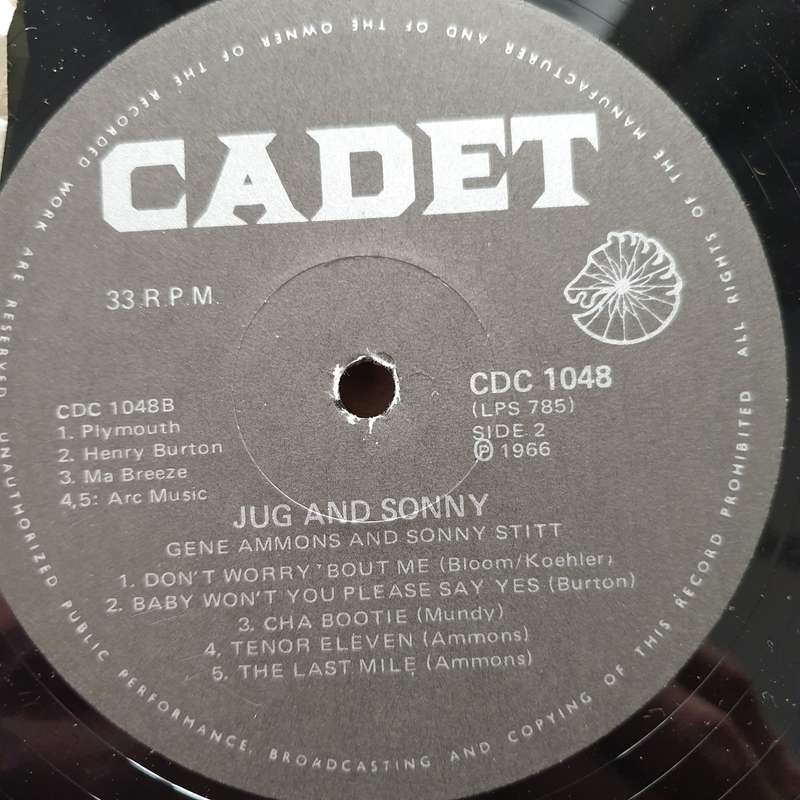 CADET
33 R.P.M.
CDC 1048B
1. Plymouth
2. Henry Burton
3. Ma Breeze
4,5: Arc Music
CDC 1048
(LPS 785)
SIDE 2
Ⓟ 1966
JUG AND SONNY
GENE AMMONS AND SONNY STITT
1. DON'T WORRY 'BOUT ME (Bloom/Koehler)
2. BABY WON'T YOU PLEASE SAY YES (Burton)
3. CHA BOOTIE (Mundy)
4. TENOR ELEVEN (Ammons)
5. THE LAST MILE (Ammons)
ALL RIGHTS OF THE MANUFACTURER AND OF THE OWNER OF THE RECORDED WORK ARE RESERVED UNAUTHORIZED PUBLIC PERFORMANCE, BROADCASTING AND COPYING OF THIS RECORD PROHIBITED